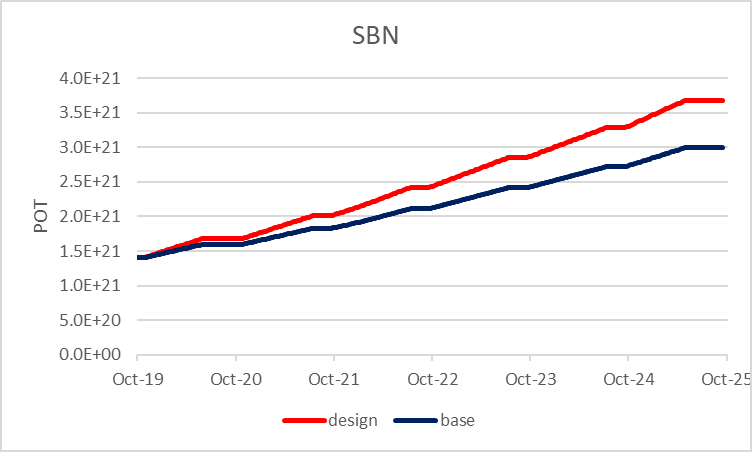 SBN
4.0E+21
3.5E+21
3.0E+21
2.5E+21
2.0E+21
1.5E+21
1.0E+21
5.0E+20
0.0E+00
POT
Oct-19 Oct-20 Oct-21 Oct-22 Oct-23 Oct-24 Oct-25
design base